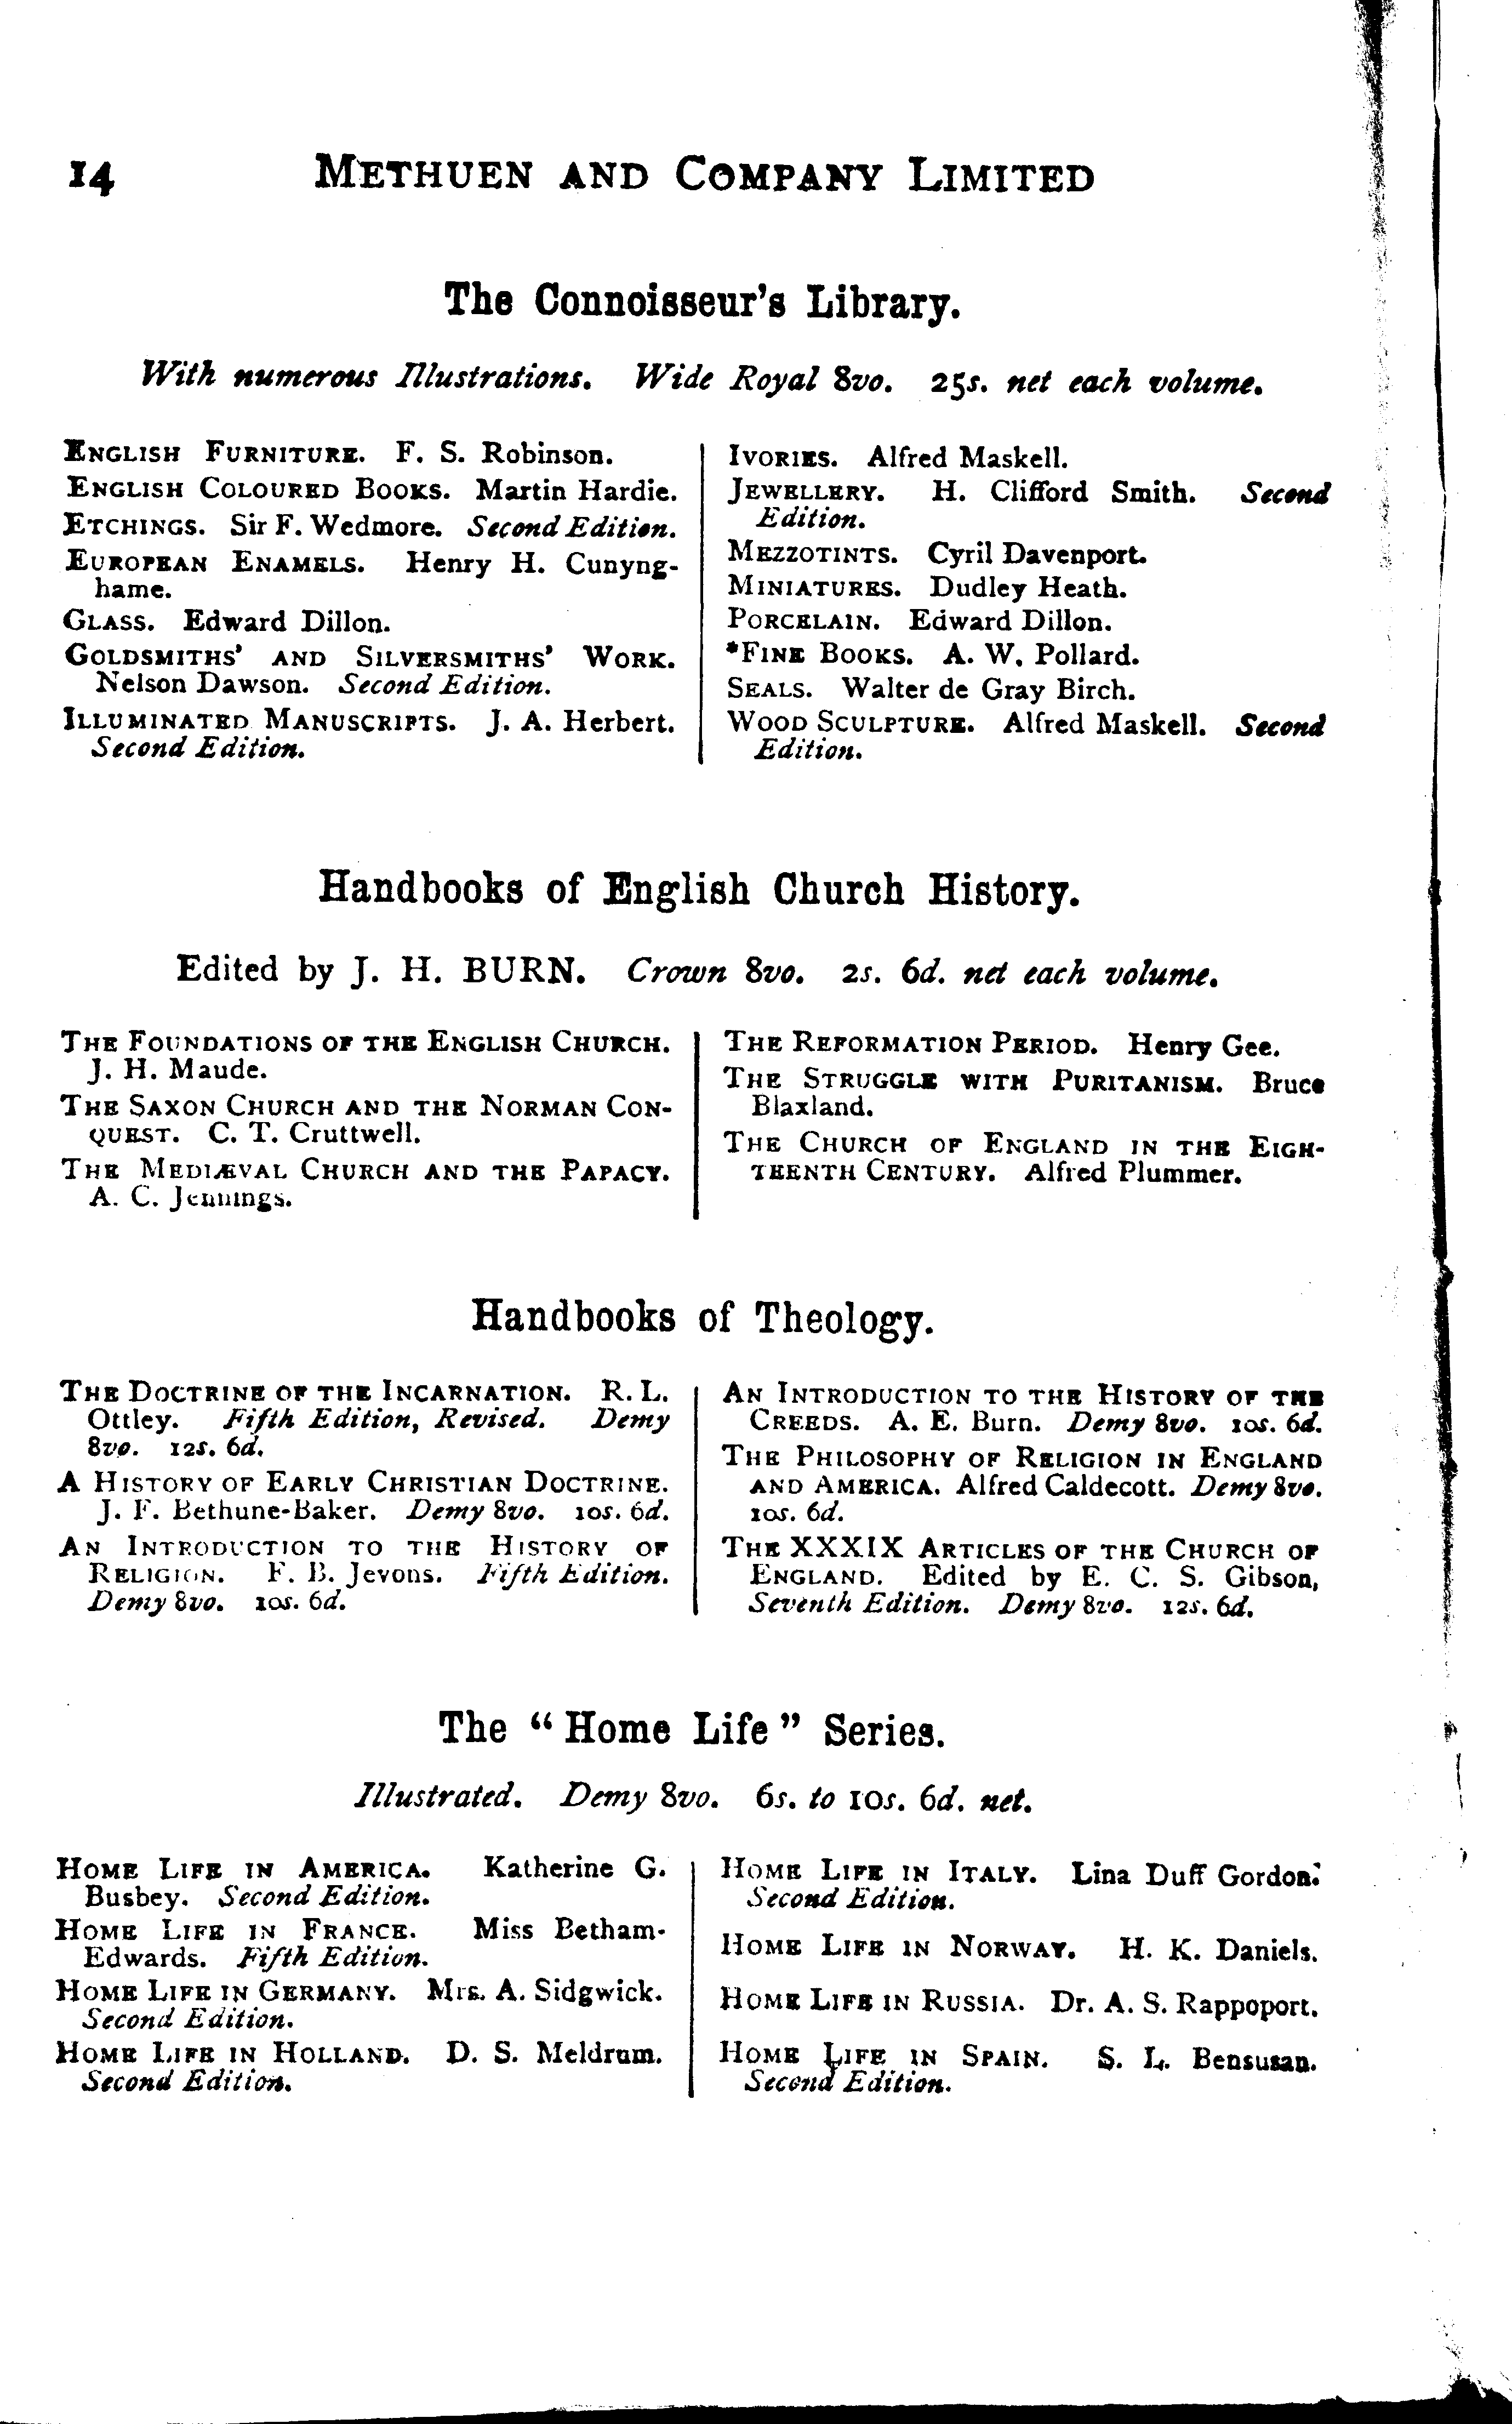 14 METHUEN AND COMPANY LIMITED
The Connoisseur's Library.
With numerous Illustrations. Wide Royal 8vo. 25s. net each volume.
ENGLISH FURNITURE. F. S. Robinson.
ENGLISH COLOURED BOOKS. Martin Hardie.
ETCHINGS. Sir F. Wedmore. Second Edition.
EUROPEAN ENAMELS. Henry H. Cunyng-
hame.
GLASS. Edward Dillon.
GOLDSMITHS' AND SILVERSMITHS' WORK.
Nelson Dawson. Second Edition.
ILLUMINATED MANUSCRIPTS. J. A. Herbert.
Second Edition.
IVORIES. Alfred Maskell.
JEWELLERY. H. Clifford Smith. Second
Edition.
MEZZOTINTS. Cyril Davenport.
MINIATURES. Dudley Heath.
PORCELAIN. Edward Dillon.
*FINE BOOKS. A. W. Pollard.
SEALS. Walter de Gray Birch.
WOOD SCULPTURE. Alfred Maskell. Second
Edition.
Handbooks of English Church History.
Edited by J. H. BURN. Crown 8vo. 2s. 6d. net each volume.
THE FOUNDATIONS OF THE ENGLISH CHURCH.
J. H. Maude.
THE SAXON CHURCH AND THE NORMAN CON-
QUEST. C. T. Cruttwell.
THE MEDIÆVAL CHURCH AND THE PAPACY.
A. C. Jennings.
THE REFORMATION PERIOD. Henry Gee.
THE STRUGGLE WITH PURITANISM. Bruce
Blaxland.
THE CHURCH OF ENGLAND IN THE EIGH-
TEENTH CENTURY. Alfred Plummer.
Handbooks of Theology.
THE DOCTRINE OF THE INCARNATION. R. L.
Ottley. Fifth Edition, Revised. Demy
8vo. 12s. 6d.
A HISTORY OF EARLY CHRISTIAN DOCTRINE.
J. F. Bethune-Baker. Demy 8vo. 10s. 6d.
AN INTRODUCTION TO THE HISTORY OF
RELIGION. F. B. Jevons. Fifth Edition.
Demy 8vo. 10s. 6d.
AN INTRODUCTION TO THE HISTORY OF THE
CREEDS. A. E. Burn. Demy 8vo. 10s. 6d.
THE PHILOSOPHY OF RELIGION IN ENGLAND
AND AMERICA. Alfred Caldecott. Demy 8vo.
10s. 6d.
THE XXXIX ARTICLES OF THE CHURCH OF
ENGLAND. Edited by E. C. S. Gibson,
Seventh Edition. Demy 8vo. 12s. 6d.
The "Home Life" Series.
Illustrated. Demy 8vo. 6s. to 10s. 6d. net.
HOME LIFE IN AMERICA. Katherine G.
Busbey. Second Edition.
HOME LIFE IN FRANCE. Miss Betham-
Edwards. Fifth Edition.
HOME LIFE IN GERMANY. Mrs. A. Sidgwick.
Second Edition.
HOME LIFE IN HOLLAND. D. S. Meldrum.
Second Edition.
HOME LIFE IN ITALY. Lina Duff Gordon.
Second Edition.
HOME LIFE IN NORWAY. H. K. Daniels.
HOME LIFE IN RUSSIA. Dr. A. S. Rappoport.
HOME LIFE IN SPAIN. S. L. Bensusan.
Second Edition.